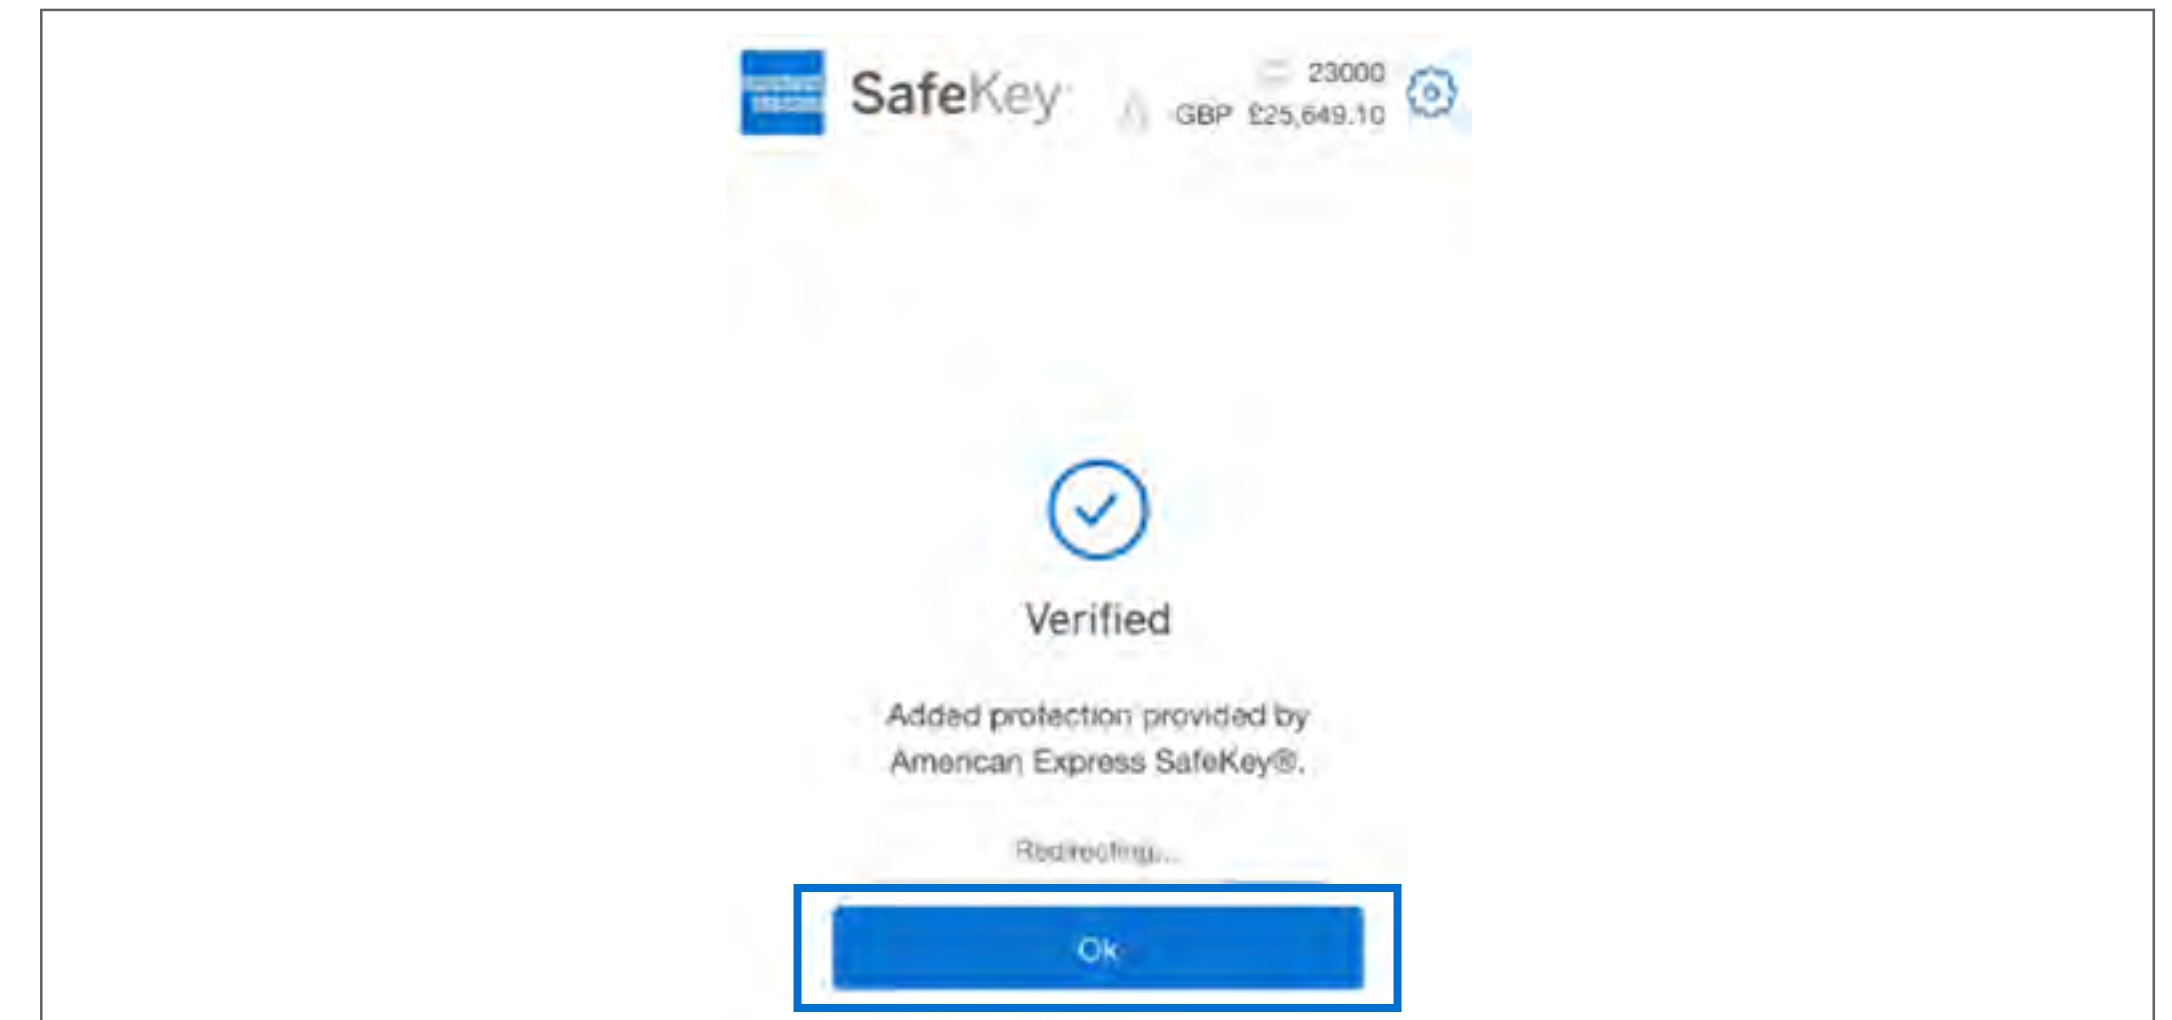 SafeKey
23000
GBP £25,649.10
Verified
Added protection provided by
American Express SafeKey®.
Redirecting...
Ok